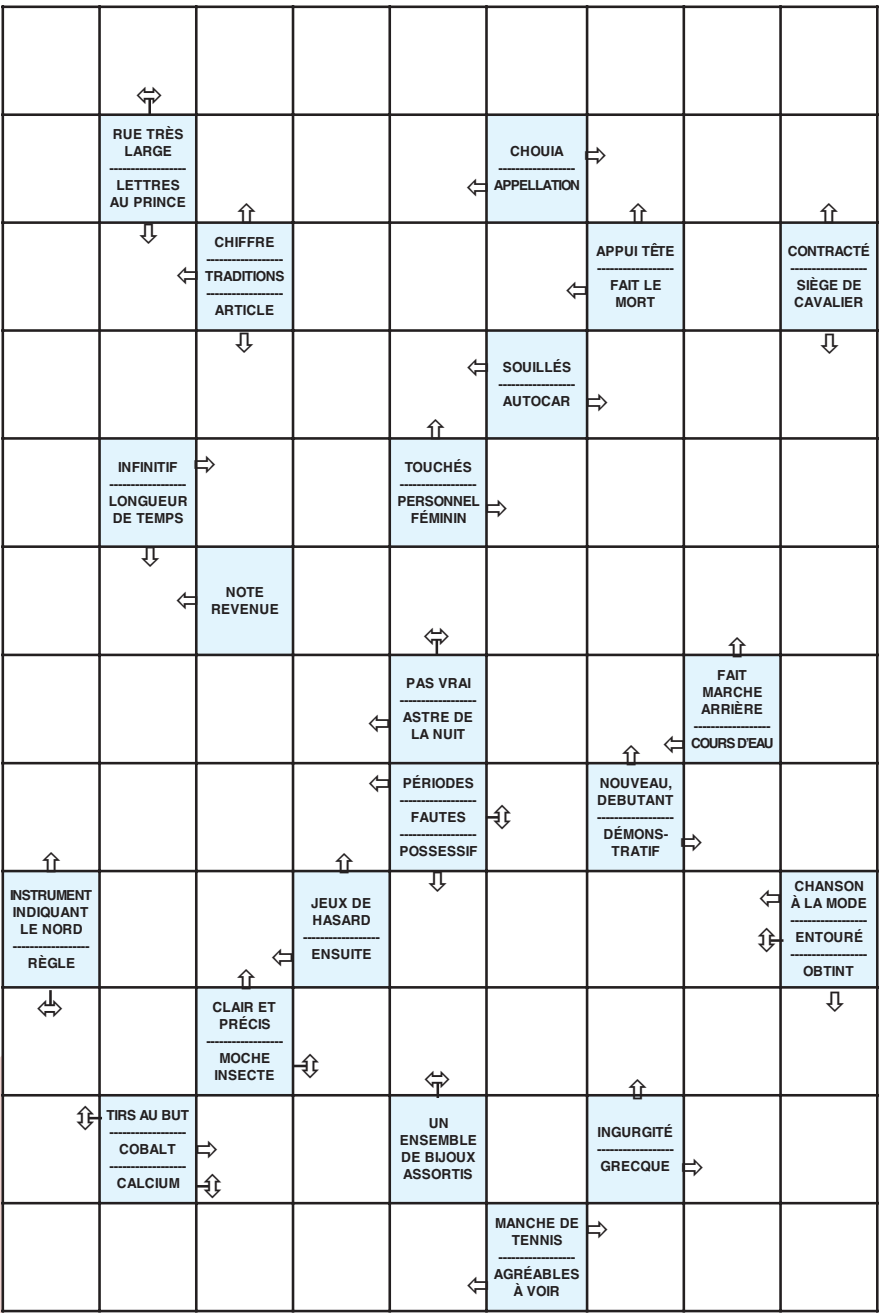 RUE TRÈS
LARGE
-------------------
LETTRES
AU PRINCE
CHOUIA
-------------------
APPELLATION
CHIFFRE
-------------------
TRADITIONS
-------------------
ARTICLE
APPUI TÊTE
-------------------
FAIT LE
MORT
CONTRACTÉ
-------------------
SIÈGE DE
CAVALIER
SOUILLÉS
-------------------
AUTOCAR
INFINITIF
-------------------
LONGUEUR
DE TEMPS
TOUCHÉS
-------------------
PERSONNEL
FÉMININ
NOTE
REVENUE
PAS VRAI
-------------------
ASTRE DE
LA NUIT
FAIT
MARCHE
ARRIÈRE
-------------------
COURS D'EAU
PÉRIODES
-------------------
FAUTES
-------------------
POSSESSIF
NOUVEAU,
DEBUTANT
-------------------
DÉMONS-
TRATIF
INSTRUMENT
INDIQUANT
LE NORD
-------------------
RÈGLE
JEUX DE
HASARD
-------------------
ENSUITE
CHANSON
À LA MODE
-------------------
ENTOURÉ
-------------------
OBTINT
CLAIR ET
PRÉCIS
-------------------
MOCHE
INSECTE
TIRS AU BUT
-------------------
COBALT
-------------------
CALCIUM
UN
ENSEMBLE
DE BIJOUX
ASSORTIS
INGURGITÉ
-------------------
GRECQUE
MANCHE DE
TENNIS
-------------------
AGRÉABLES
À VOIR